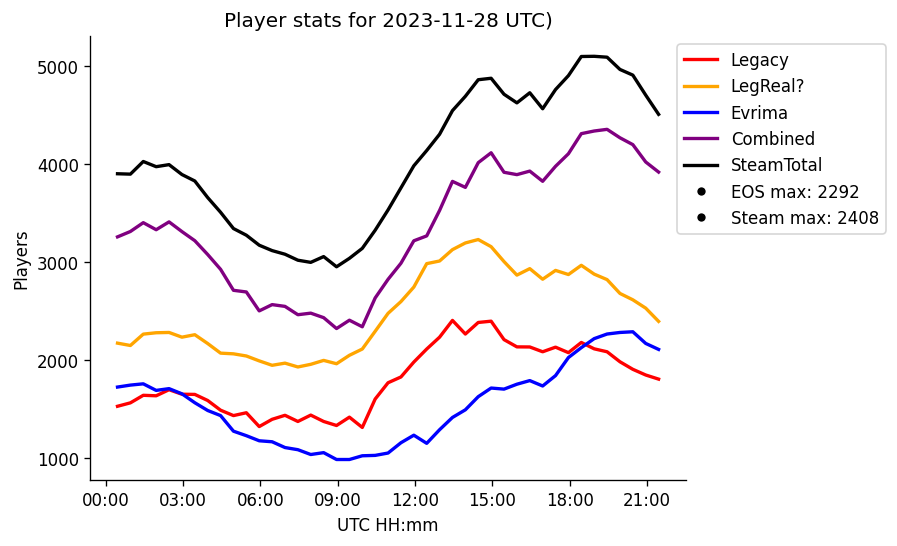 Player stats for 2023-11-28 UTC)
5000
4000
3000
2000
1000
Players
00:00 03:00 06:00 09:00 12:00 15:00 18:00 21:00
UTC HH:mm
Legacy
LegReal?
Evrima
Combined
SteamTotal
EOS max: 2292
Steam max: 2408